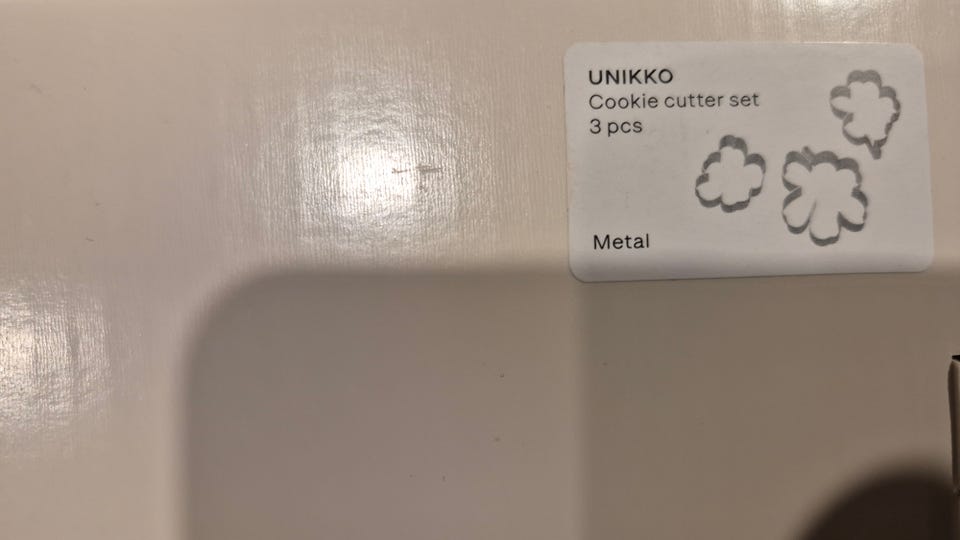 UNIKKO
Cookie cutter set
3 pcs
Metal